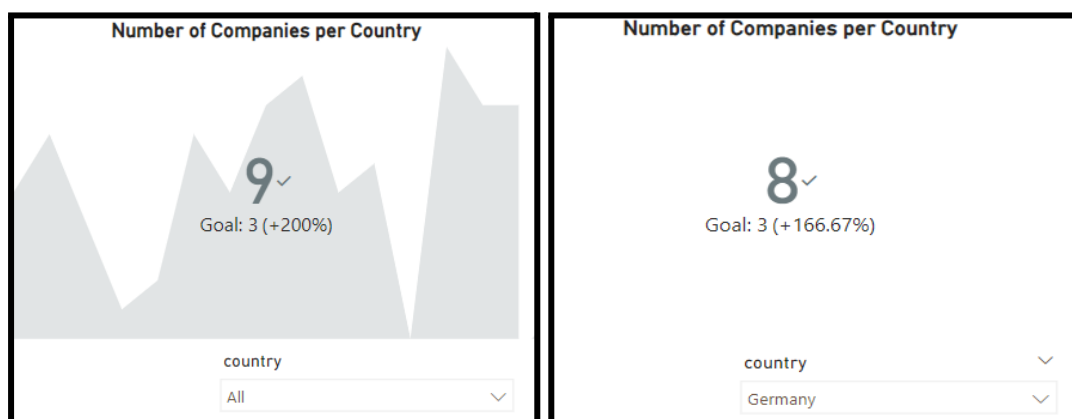 Number of Companies per Country
9
Goal: 3 (+200%)
country
All
Number of Companies per Country
8
Goal: 3 (+166.67%)
country
Germany